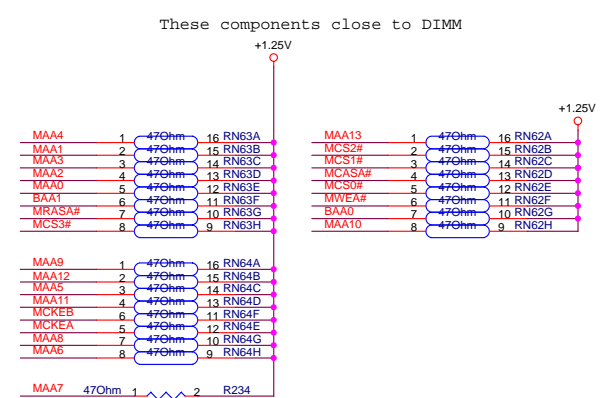 These components close to DIMM
+1.25V
+1.25V
MAA4 1 47Ohm 16 RN63A
MAA1 2 47Ohm 15 RN63B
MAA3 3 47Ohm 14 RN63C
MAA2 4 47Ohm 13 RN63D
MAA0 5 47Ohm 12 RN63E
BAA1 6 47Ohm 11 RN63F
MRASA# 7 47Ohm 10 RN63G
MCS3# 8 47Ohm 9 RN63H
MAA13 1 47Ohm 16 RN62A
MCS2# 2 47Ohm 15 RN62B
MCS1# 3 47Ohm 14 RN62C
MCASA# 4 47Ohm 13 RN62D
MCS0# 5 47Ohm 12 RN62E
MWEA# 6 47Ohm 11 RN62F
BAA0 7 47Ohm 10 RN62G
MAA10 8 47Ohm 9 RN62H
MAA9 1 47Ohm 16 RN64A
MAA12 2 47Ohm 15 RN64B
MAA5 3 47Ohm 14 RN64C
MAA11 4 47Ohm 13 RN64D
MCKEB 6 47Ohm 11 RN64F
MCKEA 5 47Ohm 12 RN64E
MAA8 7 47Ohm 10 RN64G
MAA6 8 47Ohm 9 RN64H
MAA7 47Ohm 1 2 R234